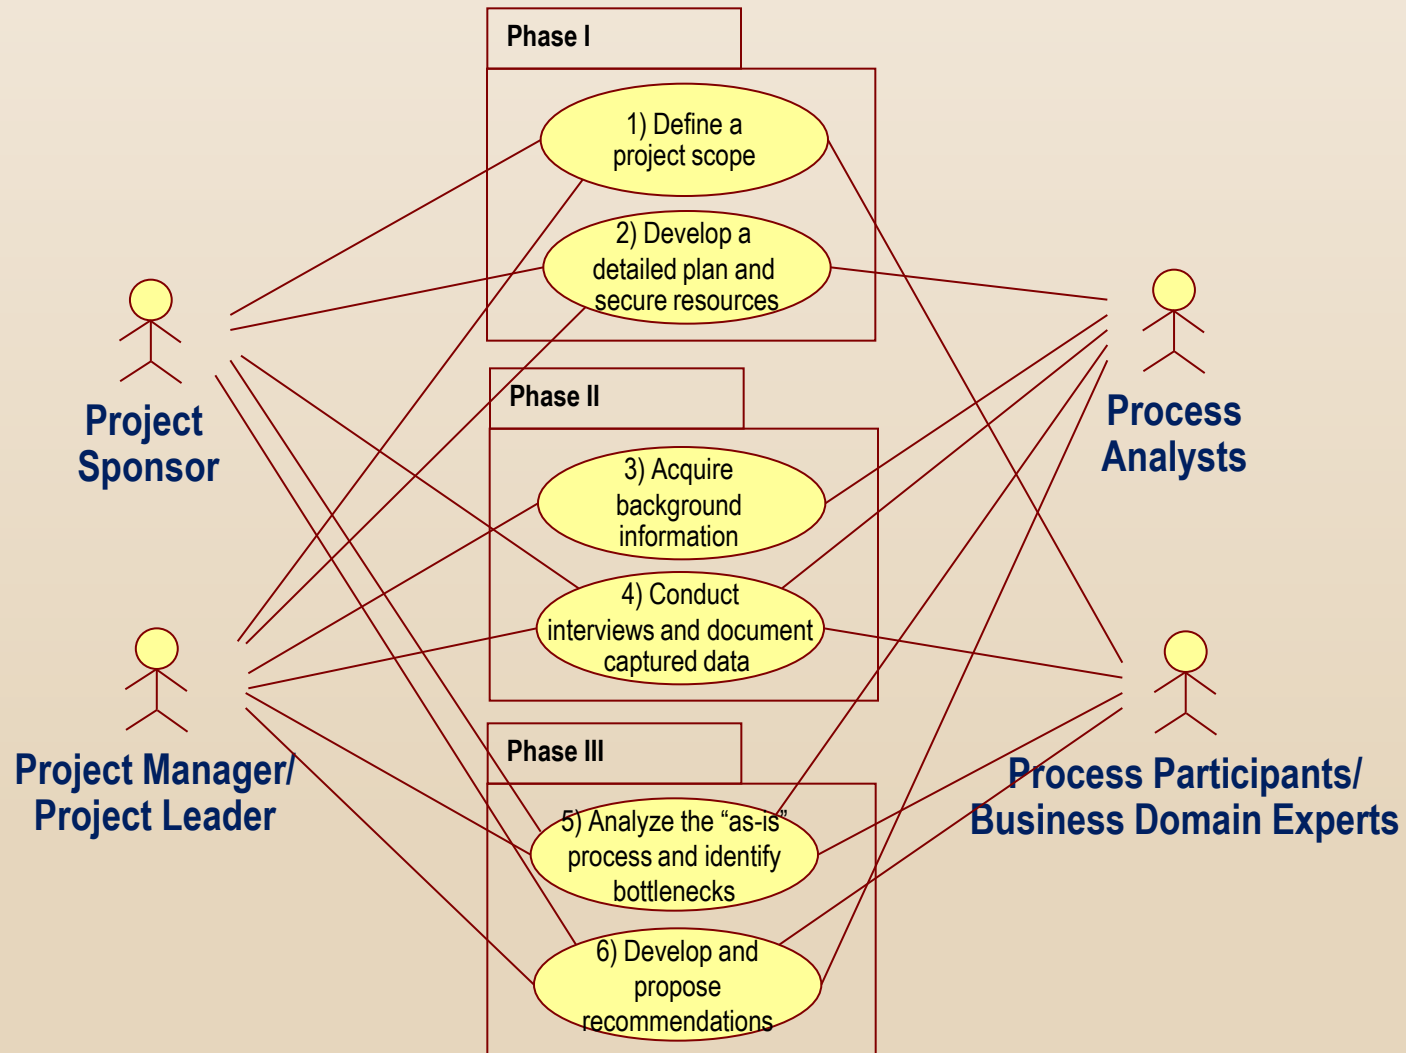 Phase I
1) Define a
project scope
2) Develop a
detailed plan and
secure resources
Project
Sponsor
Process
Analysts
Phase II
3) Acquire
background
information
4) Conduct
interviews and document
captured data
Project Manager/
Project Leader
Process Participants/
Business Domain Experts
Phase III
5) Analyze the “as-is”
process and identify
bottlenecks
6) Develop and
propose
recommendations